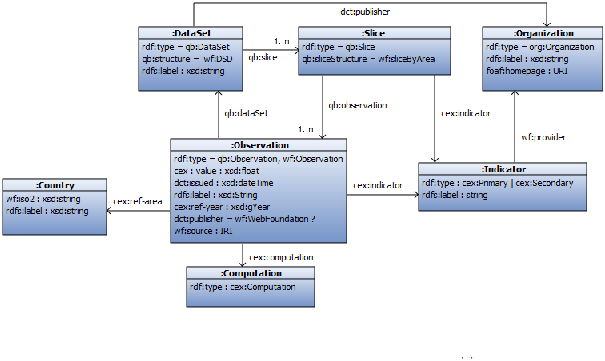 dct:publisher
:DataSet
rdf:type = qb:DataSet
qb:structure = wf:DSD
rdfs:label : xsd:string
1..n
qb:slice
:Slice
rdf:type = qb:Slice
qb:sliceStructure = wf:sliceByArea
:Organization
rdf:type = org:Organization
rdfs:label : xsd:string
foaf:homepage : URI
qb:dataSet
qb:observation
1..n
cex:indicator
wf:provider
:Observation
rdf:type = qb:Observation, wf:Observation
cex : value : xsd:float
dct:issued : xsd:dateTime
rdfs:label : xsd:String
cex:ref-year : xsd:gYear
dct:publisher = wf:WebFoundation ?
wf:source : IRI
cex:indicator
:Indicator
rdf:type : cex:Primary | cex:Secondary
rdfs:label : string
:Country
wf:iso2 : xsd:string
rdfs:label : xsd:string
cex:ref-area
cex:computation
:Computation
rdf:type : cex:Computation